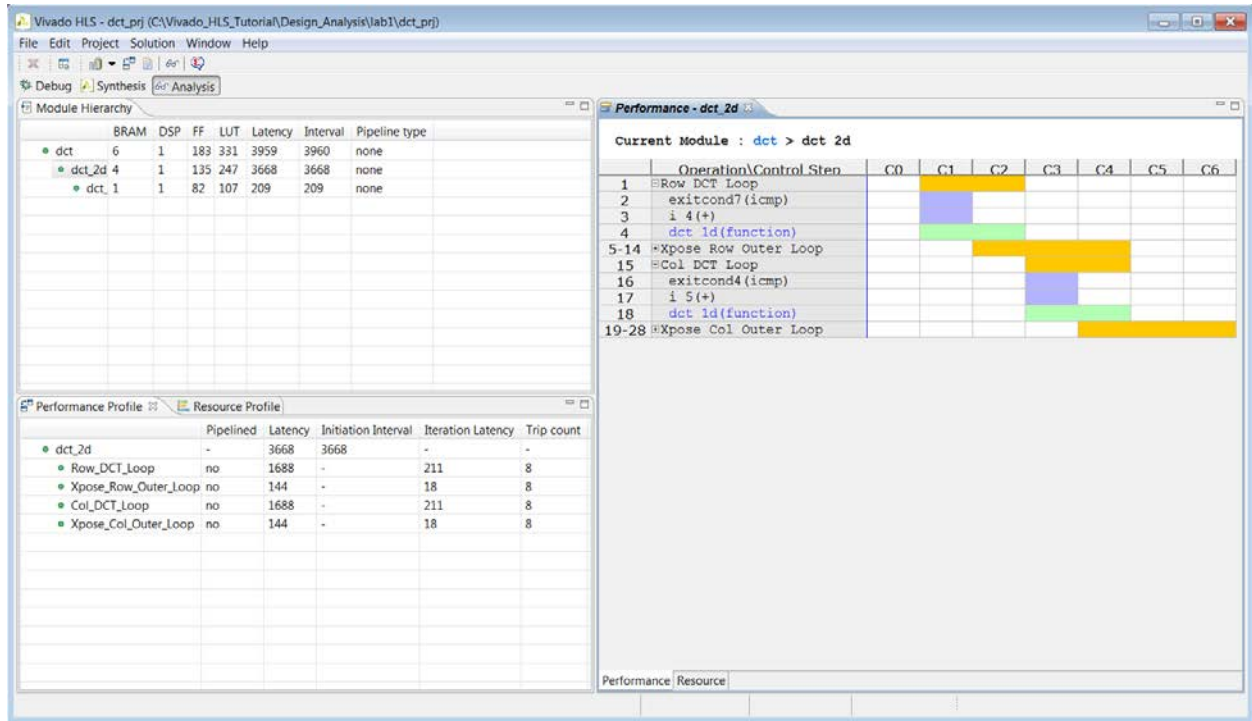 Vivado HLS - dct_prj (C:\Vivado_HLS_Tutorial\Design_Analysis\lab1\dct_prj)
File Edit Project Solution Window Help
Debug Synthesis Analysis
Module Hierarchy
BRAM DSP FF LUT Latency Interval Pipeline type
dct 6 1 183 331 3959 3960 none
dct_2d 4 1 135 247 3668 3668 none
dct_ 1 1 82 107 209 209 none
Performance Profile Resource Profile
Pipelined Latency Initiation Interval Iteration Latency Trip count
dct_2d - 3668 3668 - -
Row_DCT_Loop no 1688 - 211 8
Xpose_Row_Outer_Loop no 144 - 18 8
Col_DCT_Loop no 1688 - 211 8
Xpose_Col_Outer_Loop no 144 - 18 8
Performance - dct_2d
Current Module : dct > dct 2d
Operation\Control Step C0 C1 C2 C3 C4 C5 C6
1 Row DCT Loop
2 exitcond7(icmp)
3 i 4(+)
4 dct 1d(function)
5-14 Xpose Row Outer Loop
15 Col DCT Loop
16 exitcond4(icmp)
17 i 5(+)
18 dct 1d(function)
19-28 Xpose Col Outer Loop
Performance Resource